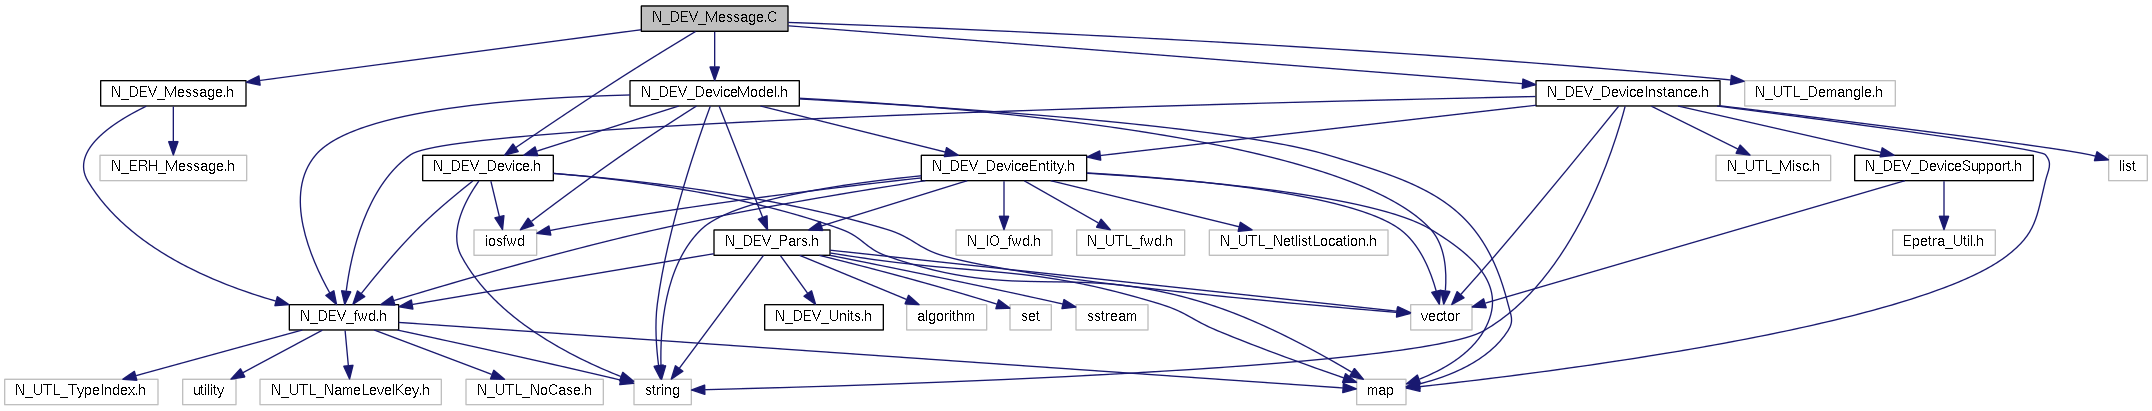 N_DEV_Message.C
N_DEV_Message.h
N_DEV_DeviceModel.h
N_DEV_DeviceInstance.h
N_UTL_Demangle.h
N_ERH_Message.h
N_DEV_Device.h
N_DEV_DeviceEntity.h
N_UTL_Misc.h
N_DEV_DeviceSupport.h
list
iosfwd
N_DEV_Pars.h
N_IO_fwd.h
N_UTL_fwd.h
N_UTL_NetlistLocation.h
Epetra_Util.h
N_DEV_fwd.h
N_DEV_Units.h
algorithm
set
sstream
vector
N_UTL_TypeIndex.h
utility
N_UTL_NameLevelKey.h
N_UTL_NoCase.h
string
map